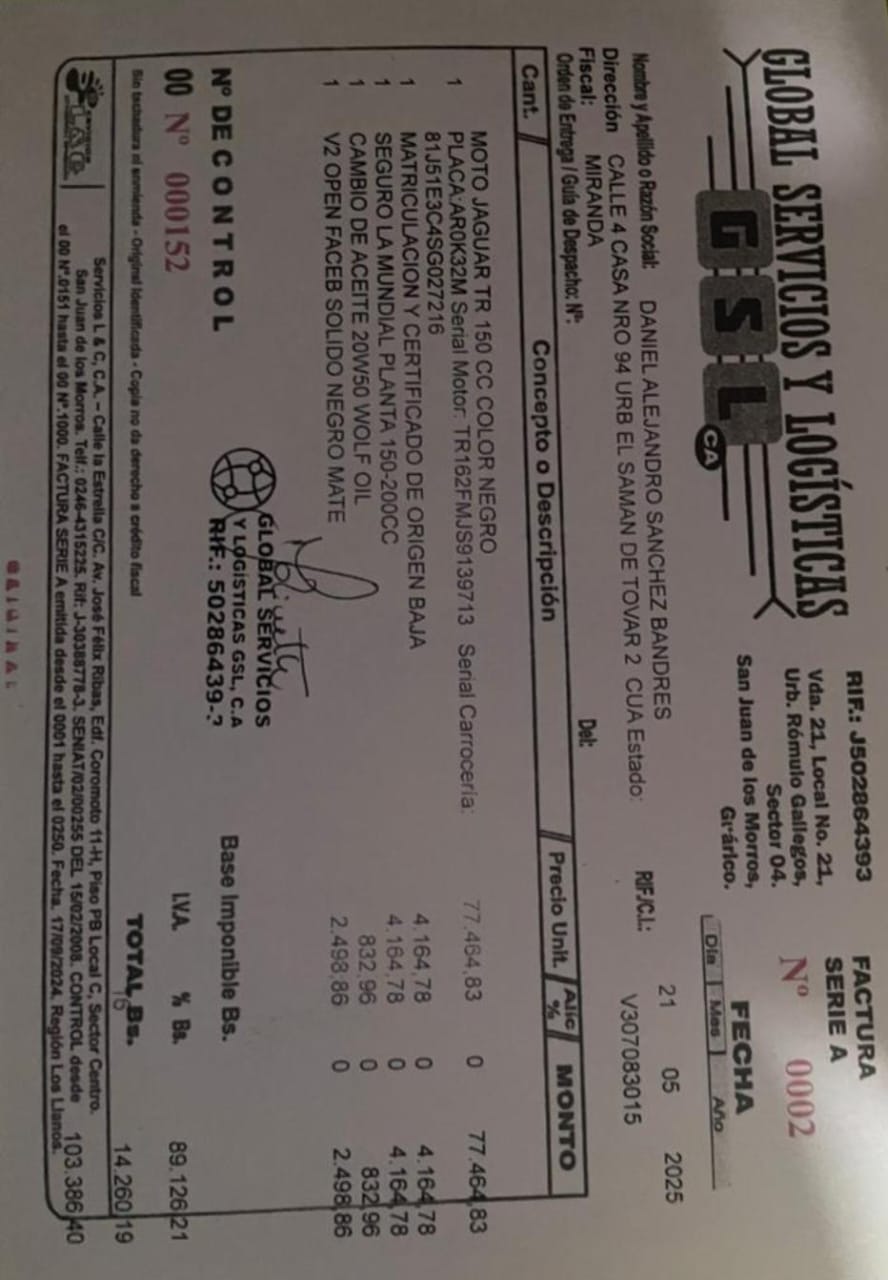 GLOBAL SERVICIOS Y LOGÍSTICAS
GSL
CA
RIF.: J502864393
Vda. 21, Local No. 21,
Urb. Rómulo Gallegos,
Sector 04.
San Juan de los Morros,
Guárico.
FACTURA
SERIE A
Nº 0002
FECHA
Día Mes Año
21 05 2025
Nombre y Apellido o Razón Social: DANIEL ALEJANDRO SANCHEZ BANDRES
RIF./C.I.: V307083015
Dirección CALLE 4 CASA NRO 94 URB EL SAMAN DE TOVAR 2 CUA Estado:
Fiscal: MIRANDA
Orden de Entrega / Guía de Despacho: Nº: Del:
Cant. Concepto o Descripción Precio Unit. Alic % MONTO
1 MOTO JAGUAR TR 150 CC COLOR NEGRO 77.464,83 0 77.464,83
PLACA:AR0K32M Serial Motor: TR162FMJS9139713 Serial Carrocería:
81J51E3C4SG027216
1 MATRICULACION Y CERTIFICADO DE ORIGEN BAJA 4.164,78 0 4.164,78
1 SEGURO LA MUNDIAL PLANTA 150-200CC 4.164,78 0 4.164,78
1 CAMBIO DE ACEITE 20W50 WOLF OIL 832,96 0 832,96
1 V2 OPEN FACEB SOLIDO NEGRO MATE 2.498,86 0 2.498,86
GLOBAL SERVICIOS
Y LOGÍSTICAS GSL, C.A
RIF.: 50286439-
Nº DE CONTROL
00 Nº 000152
Base Imponible Bs.
89.126,21
I.V.A. % Bs.
16
14.260,19
TOTAL Bs.
103.386,40
Sin tachadura ni enmienda - Original Identificada - Copia no da derecho a crédito fiscal
Servicios L & C, C.A. – Calle la Estrella C/C. Av. José Félix Ribas, Edf. Coromoto 11-H, Piso PB Local C, Sector Centro.
San Juan de los Morros. Telf.: 0246-4315225. Rif: J-30388778-3. SENIAT/02/00255 DEL 15/02/2008. CONTROL desde
el 00 Nº.0151 hasta el 00 Nº.1000. FACTURA SERIE A emitida desde el 0001 hasta el 0250. Fecha. 17/09/2024. Región Los Llanos.
ORIGINAL